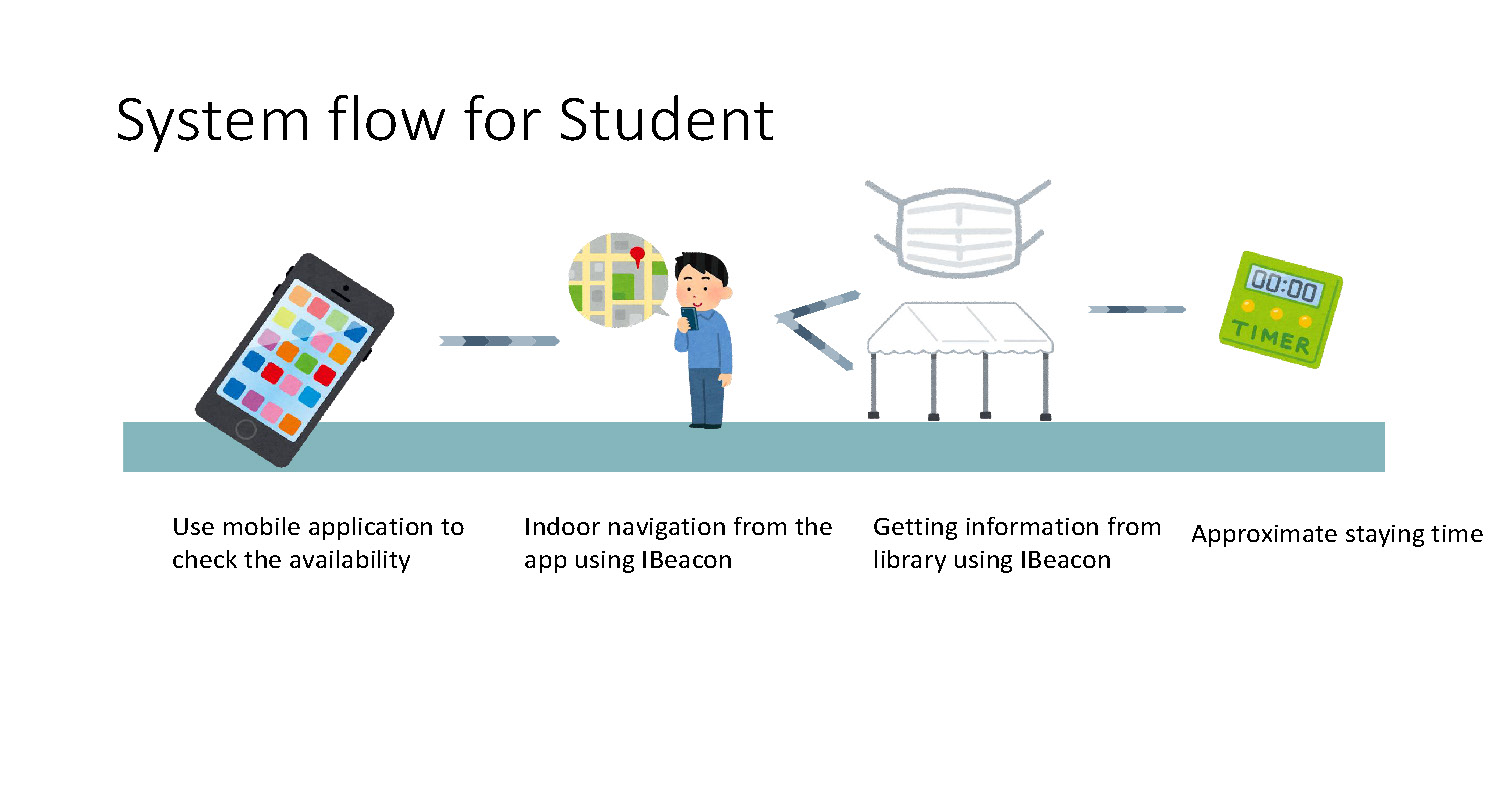 System flow for Student
00:00
TIMER
Use mobile application to
check the availability
Indoor navigation from the
app using IBeacon
Getting information from
library using IBeacon
Approximate staying time